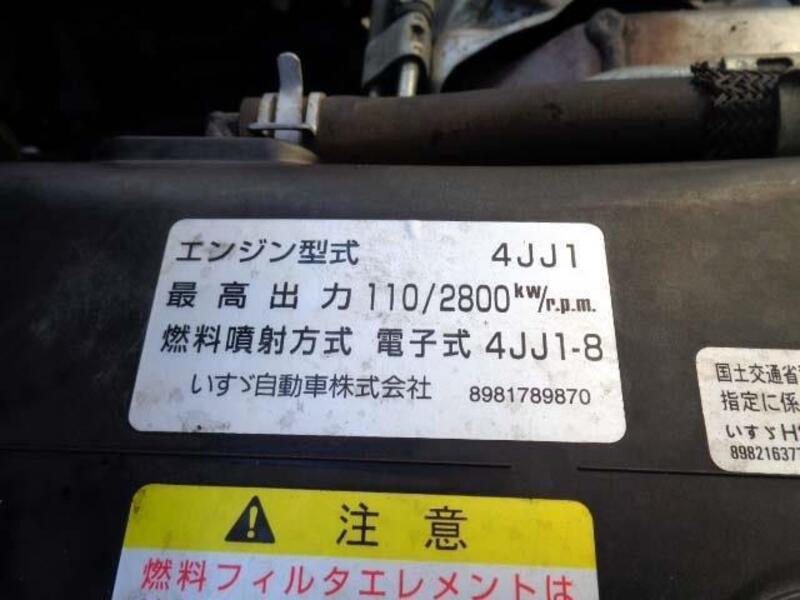 エンジン型式 4JJ1
最高出力 110/2800 kw/r.p.m.
燃料噴射方式 電子式 4JJ1-8
いすゞ自動車株式会社 8981789870
国土交通省
指定に係
いすゞH
89821637
注意
燃料フィルタエレメントは